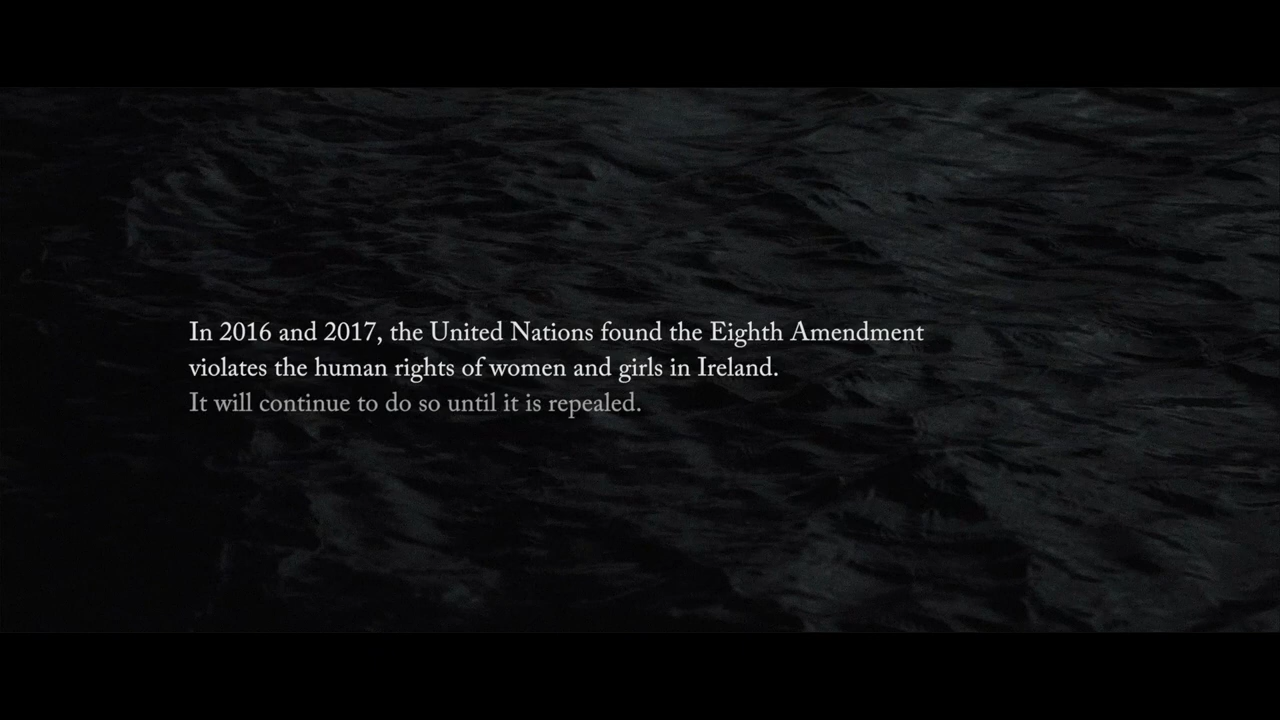 In 2016 and 2017, the United Nations found the Eighth Amendment
violates the human rights of women and girls in Ireland.
It will continue to do so until it is repealed.